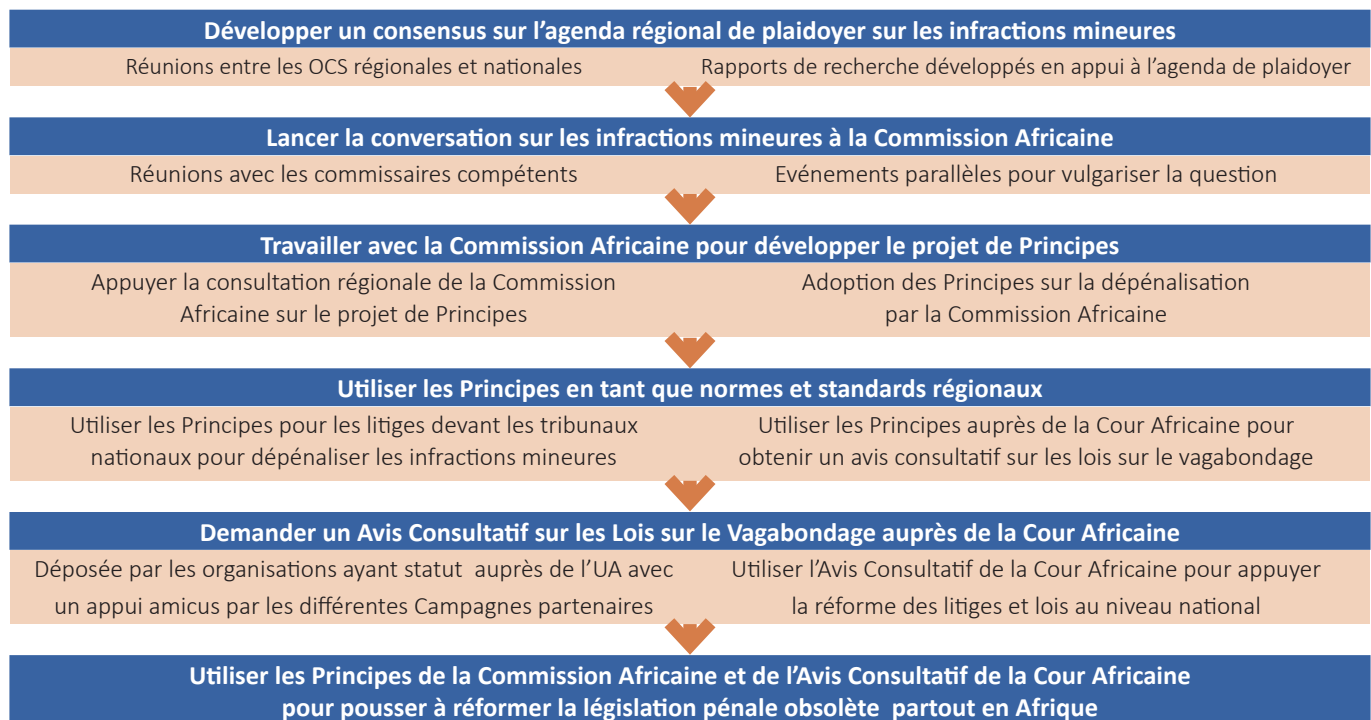 Développer un consensus sur l’agenda régional de plaidoyer sur les infractions mineures
Réunions entre les OCS régionales et nationales
Rapports de recherche développés en appui à l’agenda de plaidoyer
Lancer la conversation sur les infractions mineures à la Commission Africaine
Réunions avec les commissaires compétents
Evénements parallèles pour vulgariser la question
Travailler avec la Commission Africaine pour développer le projet de Principes
Appuyer la consultation régionale de la Commission
Africaine sur le projet de Principes
Adoption des Principes sur la dépénalisation
par la Commission Africaine
Utiliser les Principes en tant que normes et standards régionaux
Utiliser les Principes pour les litiges devant les tribunaux
nationaux pour dépénaliser les infractions mineures
Utiliser les Principes auprès de la Cour Africaine pour
obtenir un avis consultatif sur les lois sur le vagabondage
Demander un Avis Consultatif sur les Lois sur le Vagabondage auprès de la Cour Africaine
Déposée par les organisations ayant statut auprès de l’UA avec
un appui amicus par les différentes Campagnes partenaires
Utiliser l’Avis Consultatif de la Cour Africaine pour appuyer
la réforme des litiges et lois au niveau national
Utiliser les Principes de la Commission Africaine et de l’Avis Consultatif de la Cour Africaine
pour pousser à réformer la législation pénale obsolète partout en Afrique